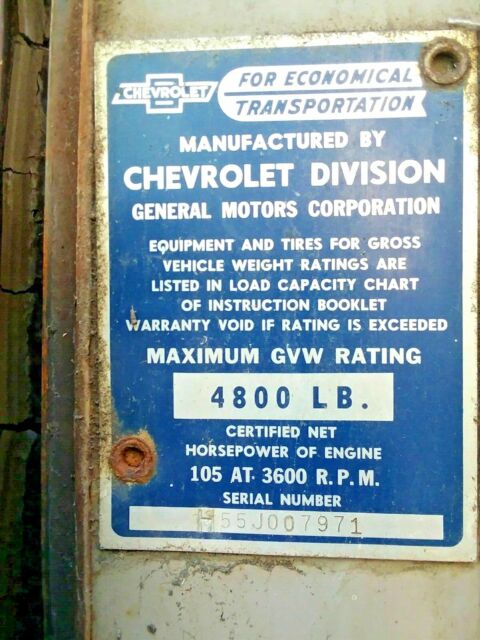 CHEVROLET
FOR ECONOMICAL
TRANSPORTATION
MANUFACTURED BY
CHEVROLET DIVISION
GENERAL MOTORS CORPORATION
EQUIPMENT AND TIRES FOR GROSS
VEHICLE WEIGHT RATINGS ARE
LISTED IN LOAD CAPACITY CHART
OF INSTRUCTION BOOKLET
WARRANTY VOID IF RATING IS EXCEEDED
MAXIMUM GVW RATING
4800 LB.
CERTIFIED NET
HORSEPOWER OF ENGINE
105 AT 3600 R.P.M.
SERIAL NUMBER